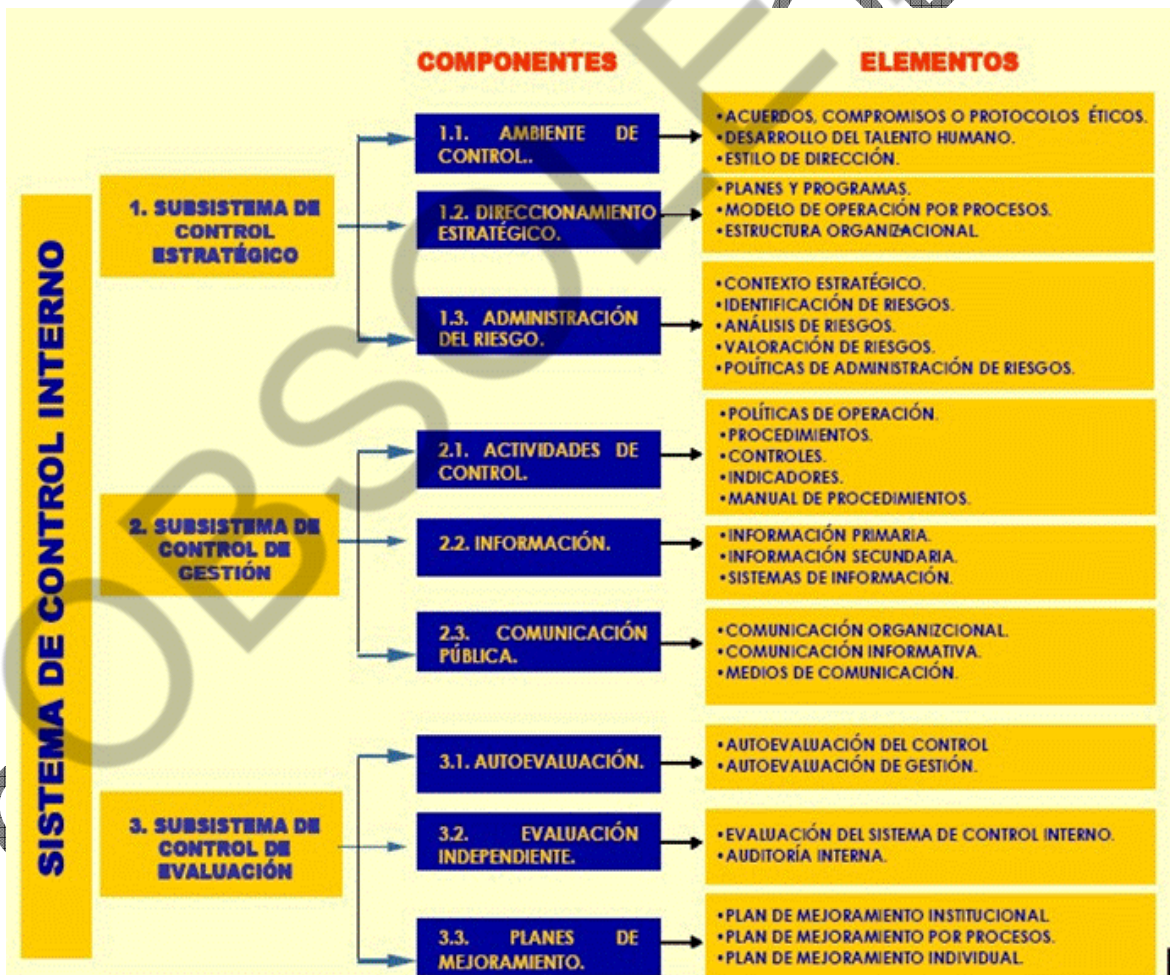 COMPONENTES
ELEMENTOS
SISTEMA DE CONTROL INTERNO
1. SUBSISTEMA DE
CONTROL
ESTRATÉGICO
1.1. AMBIENTE DE
CONTROL..
•ACUERDOS, COMPROMISOS O PROTOCOLOS ÉTICOS.
•DESARROLLO DEL TALENTO HUMANO.
•ESTILO DE DIRECCIÓN.
1.2. DIRECCIONAMIENTO
ESTRATÉGICO.
•PLANES Y PROGRAMAS.
•MODELO DE OPERACIÓN POR PROCESOS.
•ESTRUCTURA ORGANIZACIONAL.
1.3. ADMINISTRACIÓN
DEL RIESGO.
•CONTEXTO ESTRATÉGICO.
•IDENTIFICACIÓN DE RIESGOS.
•ANÁLISIS DE RIESGOS.
•VALORACIÓN DE RIESGOS.
•POLÍTICAS DE ADMINISTRACIÓN DE RIESGOS.
2. SUBSISTEMA DE
CONTROL DE
GESTIÓN
2.1. ACTIVIDADES DE
CONTROL.
•POLÍTICAS DE OPERACIÓN.
•PROCEDIMIENTOS.
•CONTROLES.
•INDICADORES.
•MANUAL DE PROCEDIMIENTOS.
2.2. INFORMACIÓN.
•INFORMACIÓN PRIMARIA.
•INFORMACIÓN SECUNDARIA.
•SISTEMAS DE INFORMACIÓN.
2.3. COMUNICACIÓN
PÚBLICA.
•COMUNICACIÓN ORGANIZCIONAL.
•COMUNICACIÓN INFORMATIVA.
•MEDIOS DE COMUNICACIÓN.
3. SUBSISTEMA DE
CONTROL DE
EVALUACIÓN
3.1. AUTOEVALUACIÓN.
•AUTOEVALUACIÓN DEL CONTROL
•AUTOEVALUACIÓN DE GESTIÓN.
3.2. EVALUACIÓN
INDEPENDIENTE.
•EVALUACIÓN DEL SISTEMA DE CONTROL INTERNO.
•AUDITORÍA INTERNA.
3.3. PLANES DE
MEJORAMIENTO.
•PLAN DE MEJORAMIENTO INSTITUCIONAL
•PLAN DE MEJORAMIENTO POR PROCESOS.
•PLAN DE MEJORAMIENTO INDIVIDUAL.
OBSOLE